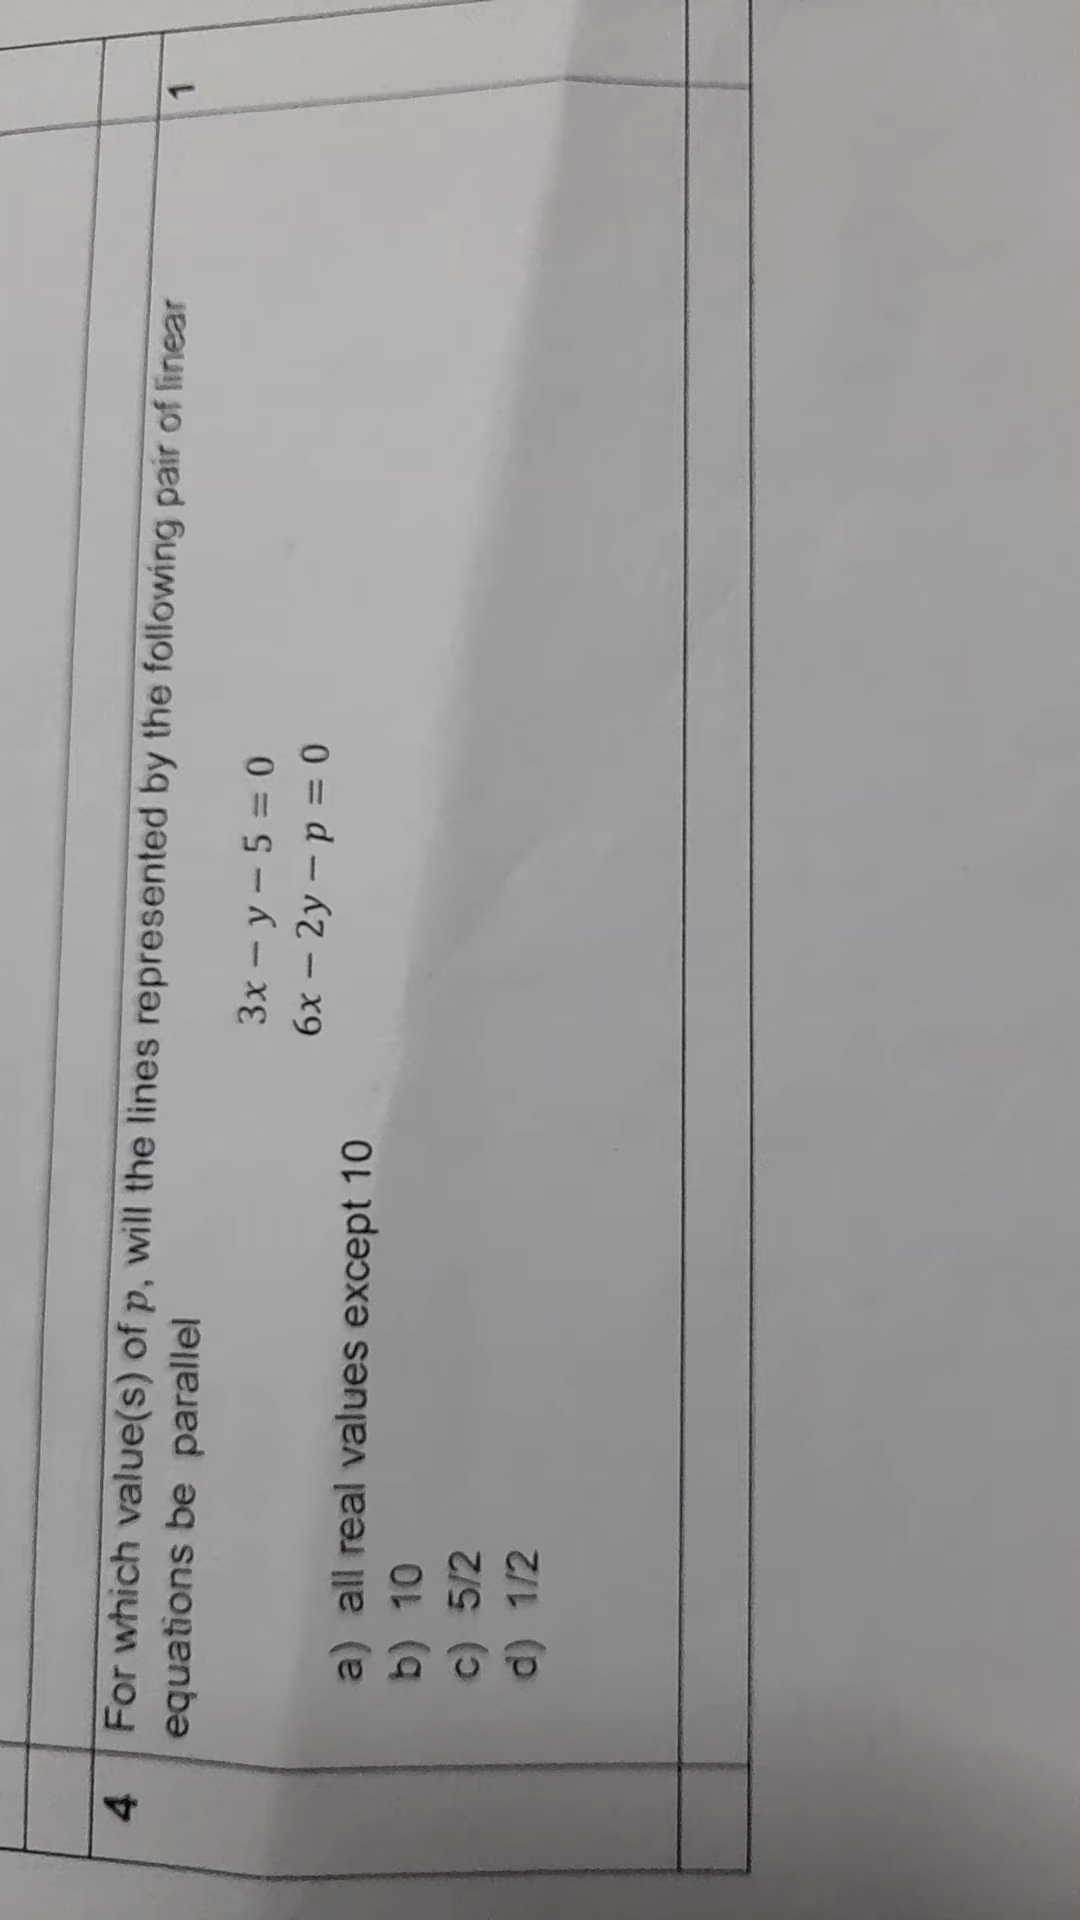 4 For which value(s) of p, will the lines represented by the following pair of linear 1
equations be parallel
3x − y − 5 = 0
6x − 2y − p = 0
a) all real values except 10
b) 10
c) 5/2
d) 1/2